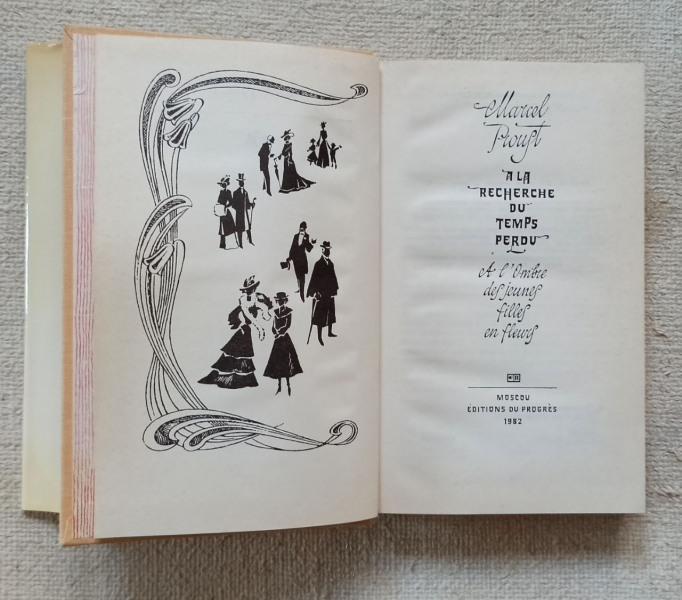 Marcel
Proust
A LA
RECHERCHE
DU
TEMPS
PERDU
A l'Ombre
des jeunes
filles
en fleurs
MOSCOU
ÉDITIONS DU PROGRÈS
1982